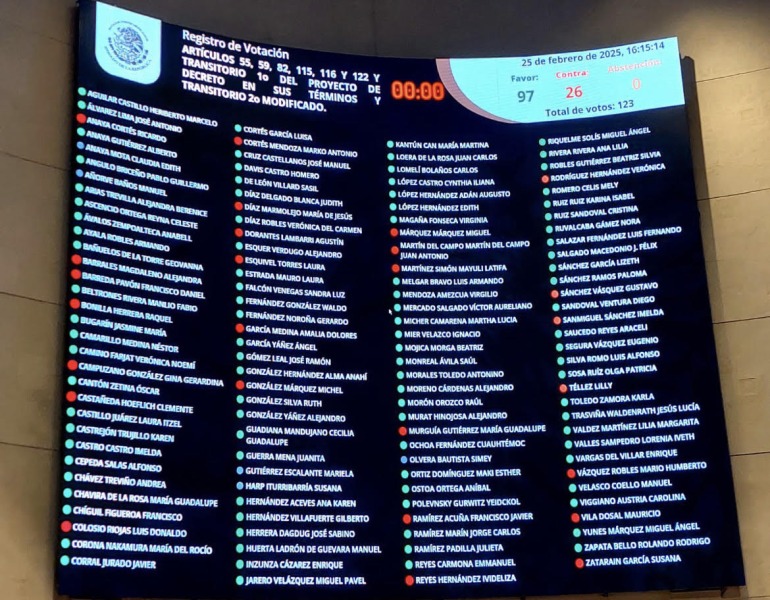 Registro de Votación
ARTÍCULOS 55, 59, 82, 115, 116 Y 122 Y
TRANSITORIO 1o DEL PROYECTO DE
DECRETO EN SUS TÉRMINOS Y
TRANSITORIO 2o MODIFICADO.
00:00
25 de febrero de 2025, 16:15:14
Favor: Contra: Abstención
97 26 0
Total de votos: 123
AGUILAR CASTILLO HERIBERTO MARCELO
ÁLVAREZ LIMA JOSÉ ANTONIO
ANAYA CORTÉS RICARDO
ANAYA GUTIÉRREZ ALBERTO
ANAYA MOTA CLAUDIA EDITH
ANGULO BRICEÑO PABLO GUILLERMO
AÑORVE BAÑOS MANUEL
ARIAS TREVILLA ALEJANDRA BERENICE
ASCENCIO ORTEGA REYNA CELESTE
ÁVALOS ZEMPOALTECA ANABELL
AYALA ROBLES ARMANDO
BAÑUELOS DE LA TORRE GEOVANNA
BARRALES MAGDALENO ALEJANDRA
BARREDA PAVÓN FRANCISCO DANIEL
BELTRONES RIVERA MANLIO FABIO
BONILLA HERRERA RAQUEL
BUGARÍN JASMINE MARÍA
CAMARILLO MEDINA NÉSTOR
CAMINO FARJAT VERÓNICA NOEMÍ
CAMPUZANO GONZÁLEZ GINA GERARDINA
CANTÓN ZETINA ÓSCAR
CASTAÑEDA HOEFLICH CLEMENTE
CASTILLO JUÁREZ LAURA ITZEL
CASTREJÓN TRUJILLO KAREN
CASTRO CASTRO IMELDA
CEPEDA SALAS ALFONSO
CHÁVEZ TREVIÑO ANDREA
CHAVIRA DE LA ROSA MARÍA GUADALUPE
CHÍGUIL FIGUEROA FRANCISCO
COLOSIO RIOJAS LUIS DONALDO
CORONA NAKAMURA MARÍA DEL ROCÍO
CORRAL JURADO JAVIER
CORTÉS GARCÍA LUISA
CORTÉS MENDOZA MARKO ANTONIO
CRUZ CASTELLANOS JOSÉ MANUEL
DAVIS CASTRO HOMERO
DE LEÓN VILLARD SASIL
DÍAZ DELGADO BLANCA JUDITH
DÍAZ MARMOLEJO MARÍA DE JESÚS
DÍAZ ROBLES VERÓNICA DEL CARMEN
DORANTES LAMBARRI AGUSTÍN
ESQUER VERDUGO ALEJANDRO
ESQUIVEL TORRES LAURA
ESTRADA MAURO LAURA
FALCÓN VENEGAS SANDRA LUZ
FERNÁNDEZ GONZÁLEZ WALDO
FERNÁNDEZ NOROÑA GERARDO
GARCÍA MEDINA AMALIA DOLORES
GARCÍA YÁÑEZ ÁNGEL
GÓMEZ LEAL JOSÉ RAMÓN
GONZÁLEZ HERNÁNDEZ ALMA ANAHÍ
GONZÁLEZ MÁRQUEZ MICHEL
GONZÁLEZ SILVA RUTH
GONZÁLEZ YÁÑEZ ALEJANDRO
GUADIANA MANDUJANO CECILIA
GUADALUPE
GUERRA MENA JUANITA
GUTIÉRREZ ESCALANTE MARIELA
HARP ITURRIBARRÍA SUSANA
HERNÁNDEZ ACEVES ANA KAREN
HERNÁNDEZ VILLAFUERTE GILBERTO
HERRERA DAGDUG JOSÉ SABINO
HUERTA LADRÓN DE GUEVARA MANUEL
INZUNZA CÁZAREZ ENRIQUE
JARERO VELÁZQUEZ MIGUEL PAVEL
KANTÚN CAN MARÍA MARTINA
LOERA DE LA ROSA JUAN CARLOS
LOMELÍ BOLAÑOS CARLOS
LÓPEZ CASTRO CYNTHIA ILIANA
LÓPEZ HERNÁNDEZ ADÁN AUGUSTO
LÓPEZ HERNÁNDEZ EDITH
MAGAÑA FONSECA VIRGINIA
MÁRQUEZ MÁRQUEZ MIGUEL
MARTÍN DEL CAMPO MARTÍN DEL CAMPO
JUAN ANTONIO
MARTÍNEZ SIMÓN MAYULI LATIFA
MELGAR BRAVO LUIS ARMANDO
MENDOZA AMEZCUA VIRGILIO
MERCADO SALGADO VÍCTOR AURELIANO
MICHER CAMARENA MARTHA LUCIA
MIER VELAZCO IGNACIO
MOJICA MORGA BEATRIZ
MONREAL ÁVILA SAÚL
MORALES TOLEDO ANTONINO
MORENO CÁRDENAS ALEJANDRO
MORÓN OROZCO RAÚL
MURAT HINOJOSA ALEJANDRO
MURGUÍA GUTIÉRREZ MARÍA GUADALUPE
OCHOA FERNÁNDEZ CUAUHTÉMOC
OLVERA BAUTISTA SIMEY
ORTIZ DOMÍNGUEZ MAKI ESTHER
OSTOA ORTEGA ANÍBAL
POLEVNSKY GURWITZ YEIDCKOL
RAMÍREZ ACUÑA FRANCISCO JAVIER
RAMÍREZ MARÍN JORGE CARLOS
RAMÍREZ PADILLA JULIETA
REYES CARMONA EMMANUEL
REYES HERNÁNDEZ IVIDELIZA
RIQUELME SOLÍS MIGUEL ÁNGEL
RIVERA RIVERA ANA LILIA
ROBLES GUTIÉRREZ BEATRIZ SILVIA
RODRÍGUEZ HERNÁNDEZ VERÓNICA
ROMERO CELIS MELY
RUIZ RUIZ KARINA ISABEL
RUIZ SANDOVAL CRISTINA
RUVALCABA GÁMEZ NORA
SALAZAR FERNÁNDEZ LUIS FERNANDO
SALGADO MACEDONIO J. FÉLIX
SÁNCHEZ GARCÍA LIZETH
SÁNCHEZ RAMOS PALOMA
SÁNCHEZ VÁSQUEZ GUSTAVO
SANDOVAL VENTURA DIEGO
SANMIGUEL SÁNCHEZ IMELDA
SAUCEDO REYES ARACELI
SEGURA VÁZQUEZ EUGENIO
SILVA ROMO LUIS ALFONSO
SOSA RUÍZ OLGA PATRICIA
TÉLLEZ LILLY
TOLEDO ZAMORA KARLA
TRASVIÑA WALDENRATH JESÚS LUCÍA
VALDEZ MARTÍNEZ LILIA MARGARITA
VALLES SAMPEDRO LORENIA IVETH
VARGAS DEL VILLAR ENRIQUE
VÁZQUEZ ROBLES MARIO HUMBERTO
VELASCO COELLO MANUEL
VIGGIANO AUSTRIA CAROLINA
VILA DOSAL MAURICIO
YUNES MÁRQUEZ MIGUEL ÁNGEL
ZAPATA BELLO ROLANDO RODRIGO
ZATARAIN GARCÍA SUSANA